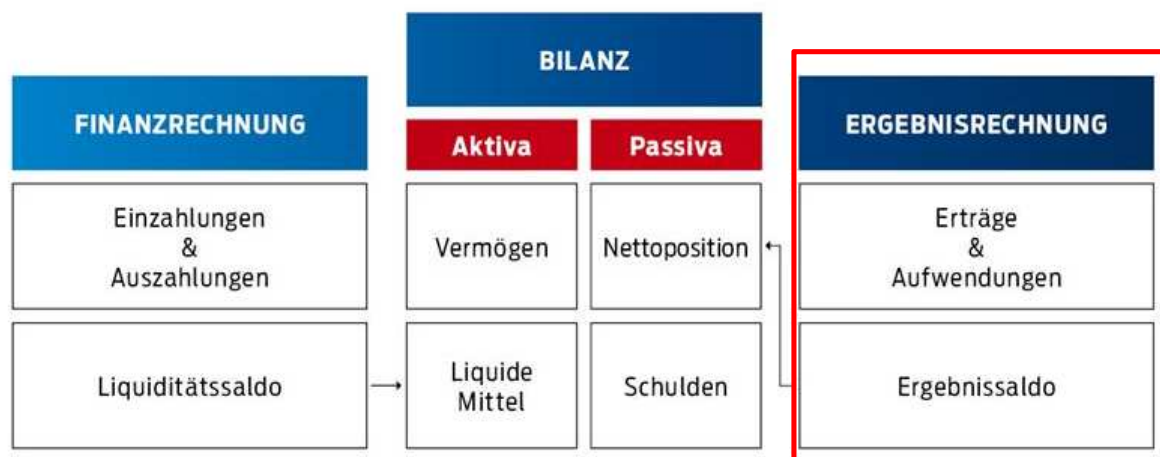 FINANZRECHNUNG
Einzahlungen
&
Auszahlungen
Liquiditätssaldo
BILANZ
Aktiva
Passiva
Vermögen
Nettoposition
Liquide
Mittel
Schulden
ERGEBNISRECHNUNG
Erträge
&
Aufwendungen
Ergebnissaldo